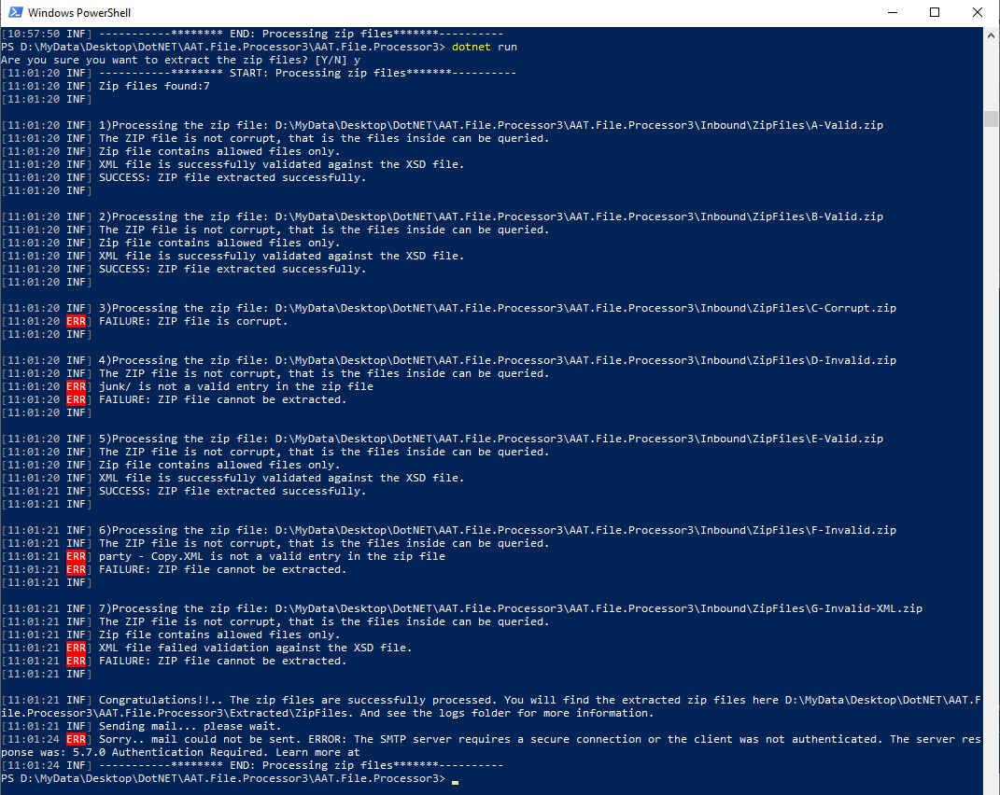 Windows PowerShell
[10:57:50 INF] -----------******** END: Processing zip files*******----------
PS D:\MyData\Desktop\DotNET\AAT.File.Processor3\AAT.File.Processor3> dotnet run
Are you sure you want to extract the zip files? [Y/N] y
[11:01:20 INF] -----------******** START: Processing zip files*******----------
[11:01:20 INF] Zip files found:7
[11:01:20 INF]
[11:01:20 INF] 1)Processing the zip file: D:\MyData\Desktop\DotNET\AAT.File.Processor3\AAT.File.Processor3\Inbound\ZipFiles\A-Valid.zip
[11:01:20 INF] The ZIP file is not corrupt, that is the files inside can be queried.
[11:01:20 INF] Zip file contains allowed files only.
[11:01:20 INF] XML file is successfully validated against the XSD file.
[11:01:20 INF] SUCCESS: ZIP file extracted successfully.
[11:01:20 INF]
[11:01:20 INF] 2)Processing the zip file: D:\MyData\Desktop\DotNET\AAT.File.Processor3\AAT.File.Processor3\Inbound\ZipFiles\B-Valid.zip
[11:01:20 INF] The ZIP file is not corrupt, that is the files inside can be queried.
[11:01:20 INF] Zip file contains allowed files only.
[11:01:20 INF] XML file is successfully validated against the XSD file.
[11:01:20 INF] SUCCESS: ZIP file extracted successfully.
[11:01:20 INF]
[11:01:20 INF] 3)Processing the zip file: D:\MyData\Desktop\DotNET\AAT.File.Processor3\AAT.File.Processor3\Inbound\ZipFiles\C-Corrupt.zip
[11:01:20 ERR] FAILURE: ZIP file is corrupt.
[11:01:20 INF]
[11:01:20 INF] 4)Processing the zip file: D:\MyData\Desktop\DotNET\AAT.File.Processor3\AAT.File.Processor3\Inbound\ZipFiles\D-Invalid.zip
[11:01:20 INF] The ZIP file is not corrupt, that is the files inside can be queried.
[11:01:20 ERR] junk/ is not a valid entry in the zip file
[11:01:20 ERR] FAILURE: ZIP file cannot be extracted.
[11:01:20 INF]
[11:01:20 INF] 5)Processing the zip file: D:\MyData\Desktop\DotNET\AAT.File.Processor3\AAT.File.Processor3\Inbound\ZipFiles\E-Valid.zip
[11:01:20 INF] The ZIP file is not corrupt, that is the files inside can be queried.
[11:01:20 INF] Zip file contains allowed files only.
[11:01:20 INF] XML file is successfully validated against the XSD file.
[11:01:21 INF] SUCCESS: ZIP file extracted successfully.
[11:01:21 INF]
[11:01:21 INF] 6)Processing the zip file: D:\MyData\Desktop\DotNET\AAT.File.Processor3\AAT.File.Processor3\Inbound\ZipFiles\F-Invalid.zip
[11:01:21 INF] The ZIP file is not corrupt, that is the files inside can be queried.
[11:01:21 ERR] party - Copy.XML is not a valid entry in the zip file
[11:01:21 ERR] FAILURE: ZIP file cannot be extracted.
[11:01:21 INF]
[11:01:21 INF] 7)Processing the zip file: D:\MyData\Desktop\DotNET\AAT.File.Processor3\AAT.File.Processor3\Inbound\ZipFiles\G-Invalid-XML.zip
[11:01:21 INF] The ZIP file is not corrupt, that is the files inside can be queried.
[11:01:21 INF] Zip file contains allowed files only.
[11:01:21 ERR] XML file failed validation against the XSD file.
[11:01:21 ERR] FAILURE: ZIP file cannot be extracted.
[11:01:21 INF]
[11:01:21 INF] Congratulations!!.. The zip files are successfully processed. You will find the extracted zip files here D:\MyData\Desktop\DotNET\AAT.F
ile.Processor3\AAT.File.Processor3\Extracted\ZipFiles. And see the logs folder for more information.
[11:01:21 INF] Sending mail... please wait.
[11:01:24 ERR] Sorry.. mail could not be sent. ERROR: The SMTP server requires a secure connection or the client was not authenticated. The server res
ponse was: 5.7.0 Authentication Required. Learn more at
[11:01:24 INF] -----------******** END: Processing zip files*******----------
PS D:\MyData\Desktop\DotNET\AAT.File.Processor3\AAT.File.Processor3>